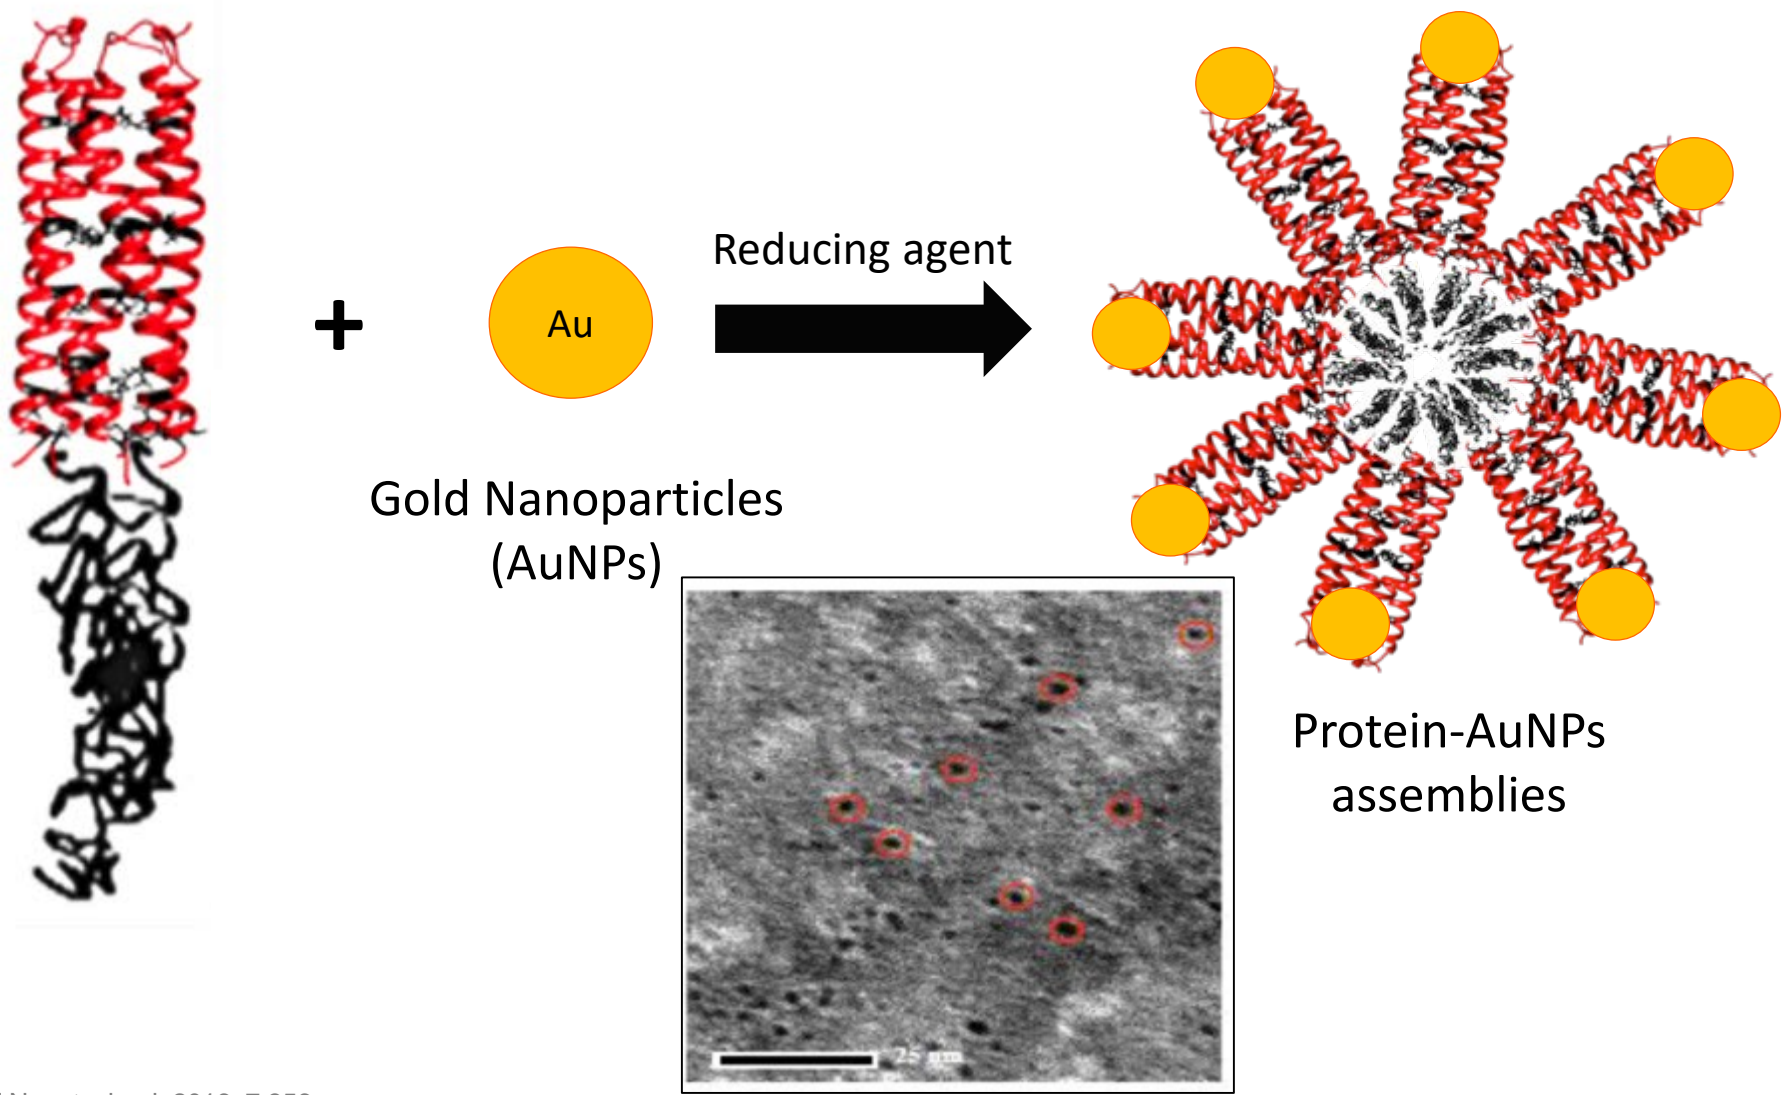 +
Au
Reducing agent
Gold Nanoparticles
(AuNPs)
Protein-AuNPs
assemblies
25 nm